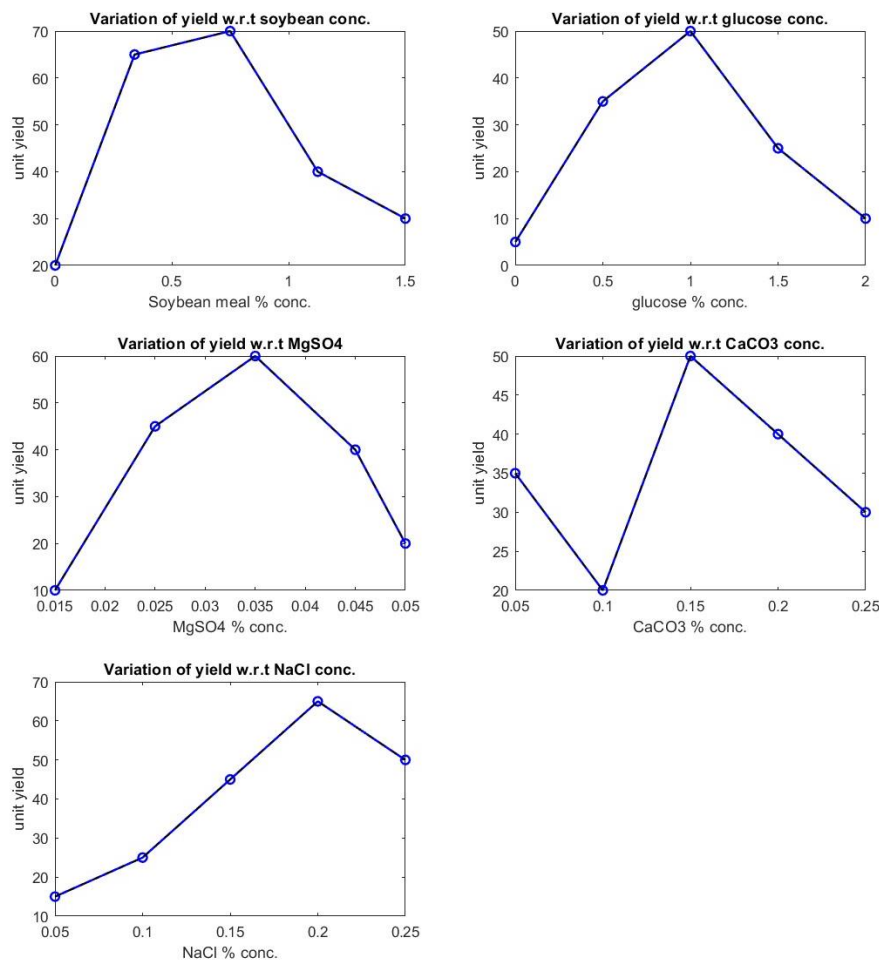 Variation of yield w.r.t soybean conc.
70
60
50
40
30
20
unit yield
0 0.5 1 1.5
Soybean meal % conc.
Variation of yield w.r.t glucose conc.
50
40
30
20
10
0
unit yield
0 0.5 1 1.5 2
glucose % conc.
Variation of yield w.r.t MgSO4
60
50
40
30
20
10
unit yield
0.015 0.02 0.025 0.03 0.035 0.04 0.045 0.05
MgSO4 % conc.
Variation of yield w.r.t CaCO3 conc.
50
45
40
35
30
25
20
unit yield
0.05 0.1 0.15 0.2 0.25
CaCO3 % conc.
Variation of yield w.r.t NaCl conc.
70
60
50
40
30
20
10
unit yield
0.05 0.1 0.15 0.2 0.25
NaCl % conc.